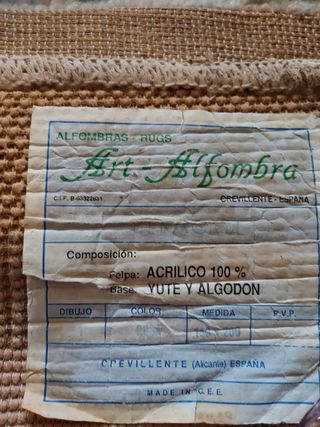 ALFOMBRAS - RUGS
Art.-Alfombra
CREVILLENTE - ESPAÑA
Composición:
Felpa: ACRILICO 100 %
Base: YUTE Y ALGODON
DIBUJO COLOR MEDIDA P.V.P.
CREVILLENTE (Alicante) ESPAÑA
MADE IN C.E.E.